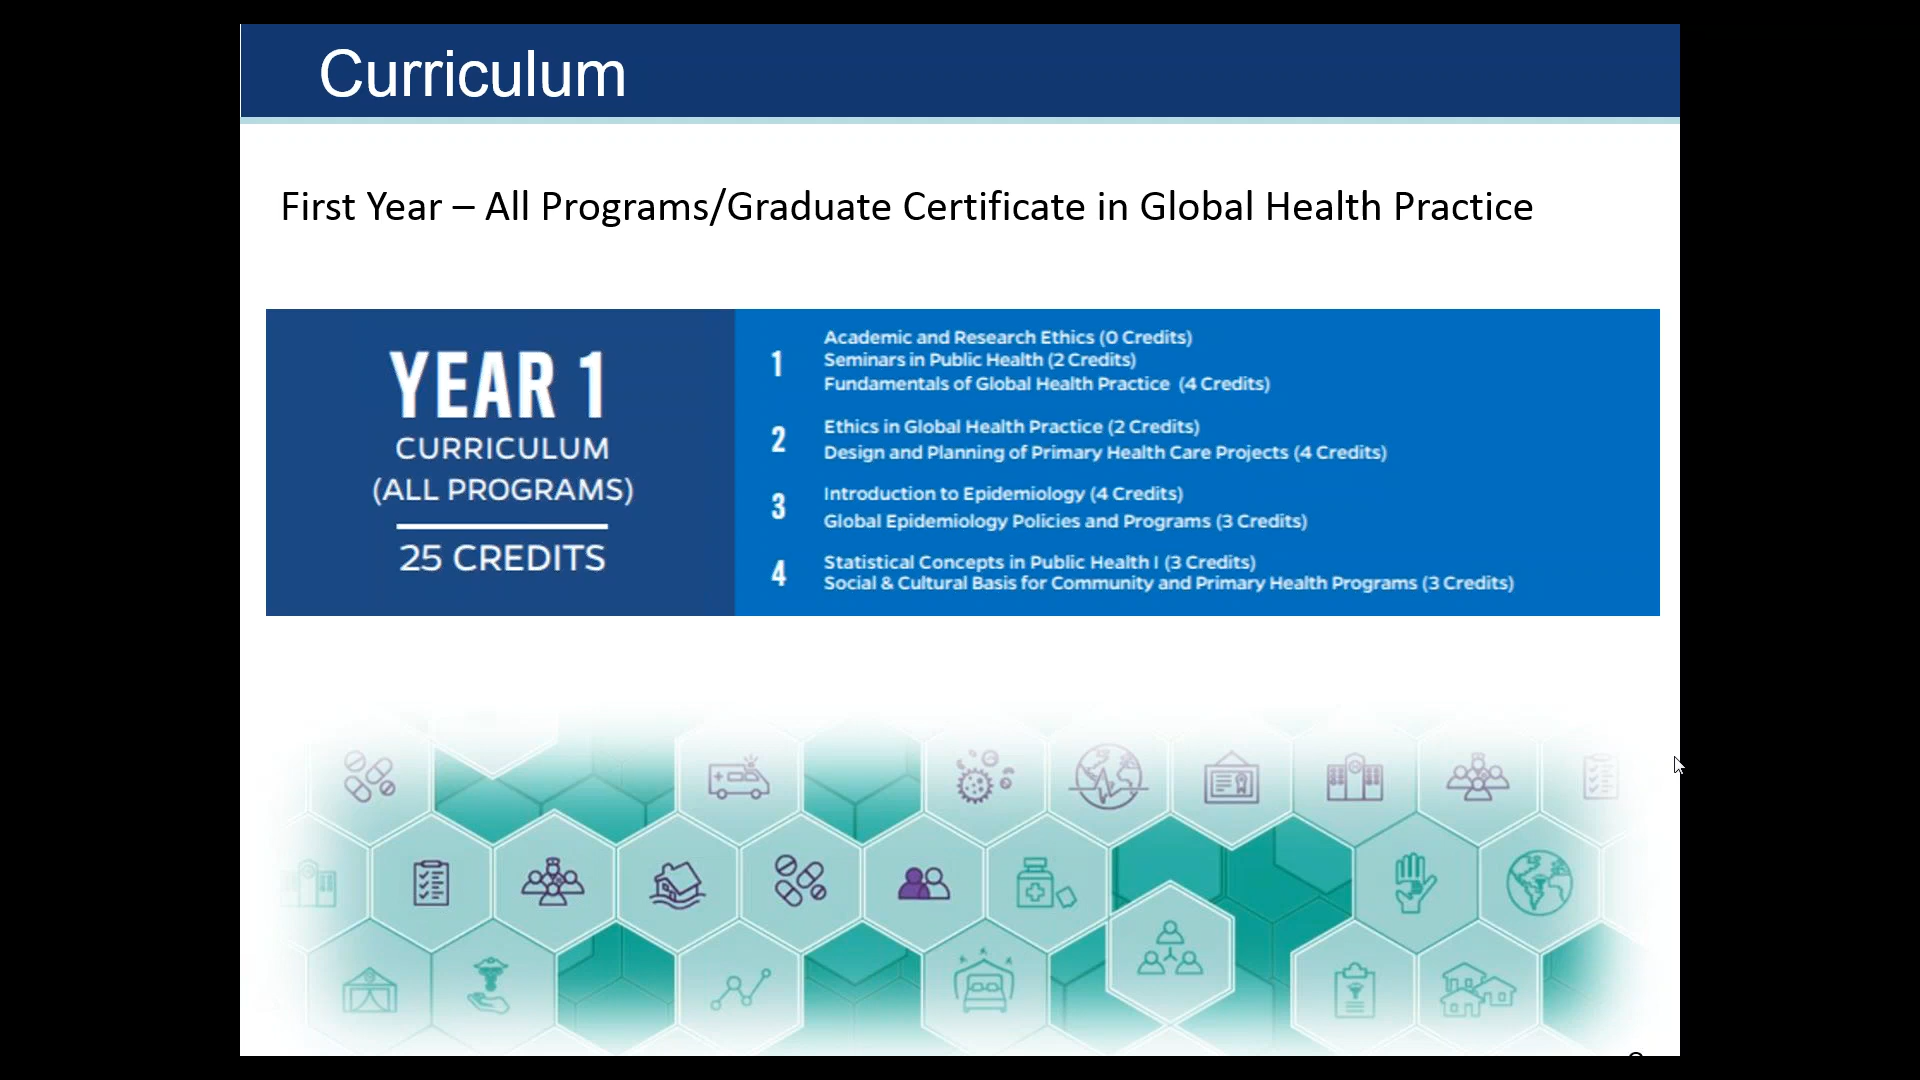 Curriculum
First Year – All Programs/Graduate Certificate in Global Health Practice
YEAR 1
CURRICULUM
(ALL PROGRAMS)
25 CREDITS
1
Academic and Research Ethics (0 Credits)
Seminars in Public Health (2 Credits)
Fundamentals of Global Health Practice (4 Credits)
2
Ethics in Global Health Practice (2 Credits)
Design and Planning of Primary Health Care Projects (4 Credits)
3
Introduction to Epidemiology (4 Credits)
Global Epidemiology Policies and Programs (3 Credits)
4
Statistical Concepts in Public Health I (3 Credits)
Social & Cultural Basis for Community and Primary Health Programs (3 Credits)